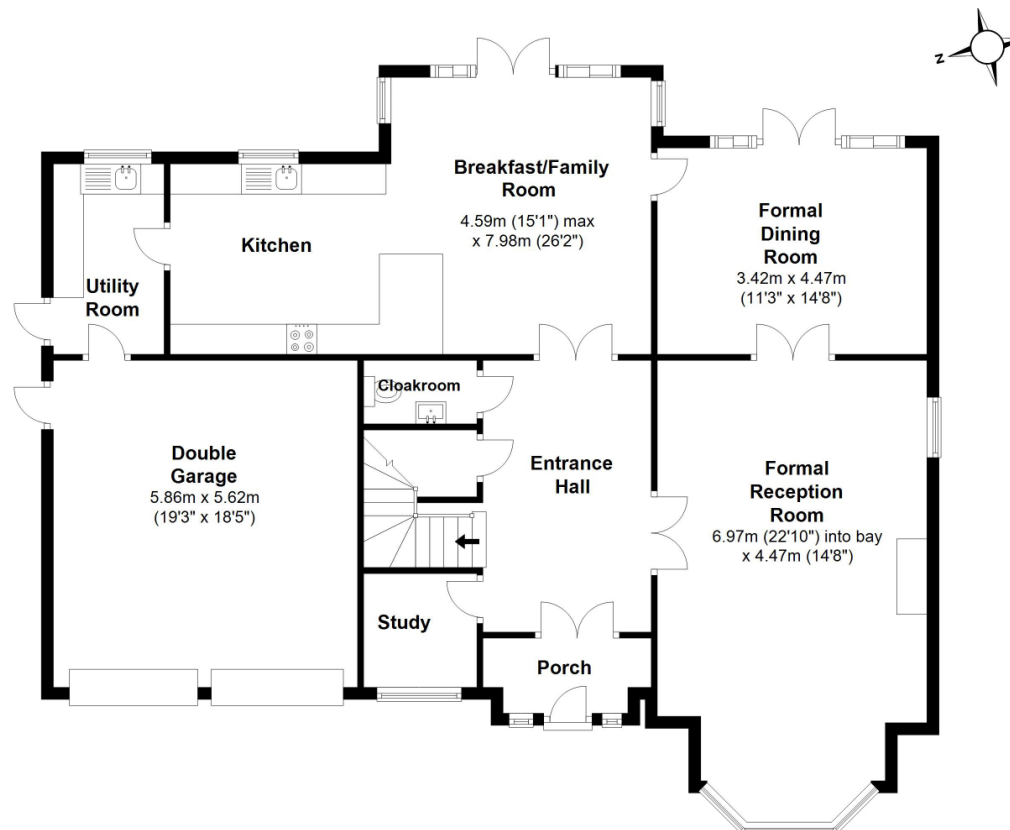 Z
Breakfast/Family
Room
4.59m (15'1") max
x 7.98m (26'2")
Formal
Dining
Room
3.42m x 4.47m
(11'3" x 14'8")
Kitchen
Utility
Room
Cloakroom
Double
Garage
5.86m x 5.62m
(19'3" x 18'5")
Entrance
Hall
Formal
Reception
Room
6.97m (22'10") into bay
x 4.47m (14'8")
Study
Porch